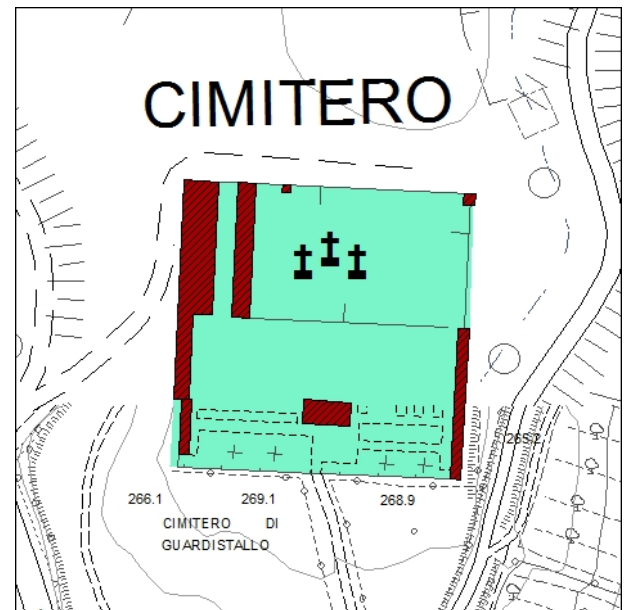 CIMITERO
265.2
266.1 269.1 268.9
CIMITERO DI
GUARDISTALLO